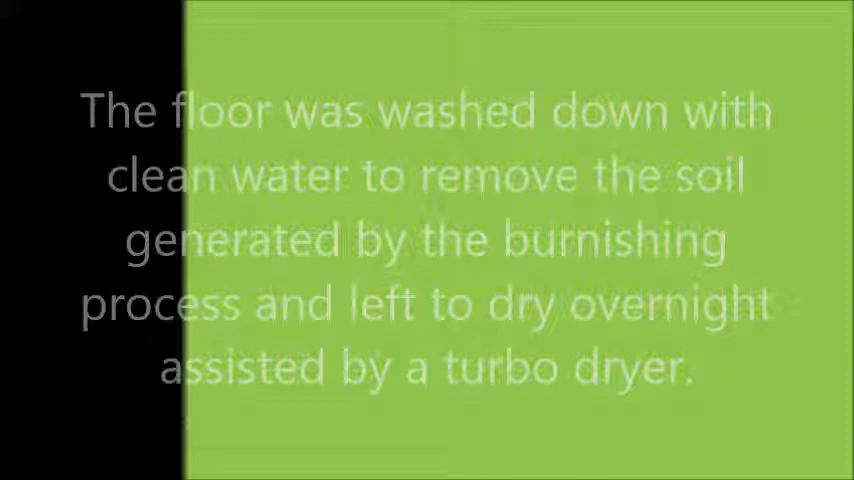 The floor was washed down with
clean water to remove the soil
generated by the burnishing
process and left to dry overnight
assisted by a turbo dryer.